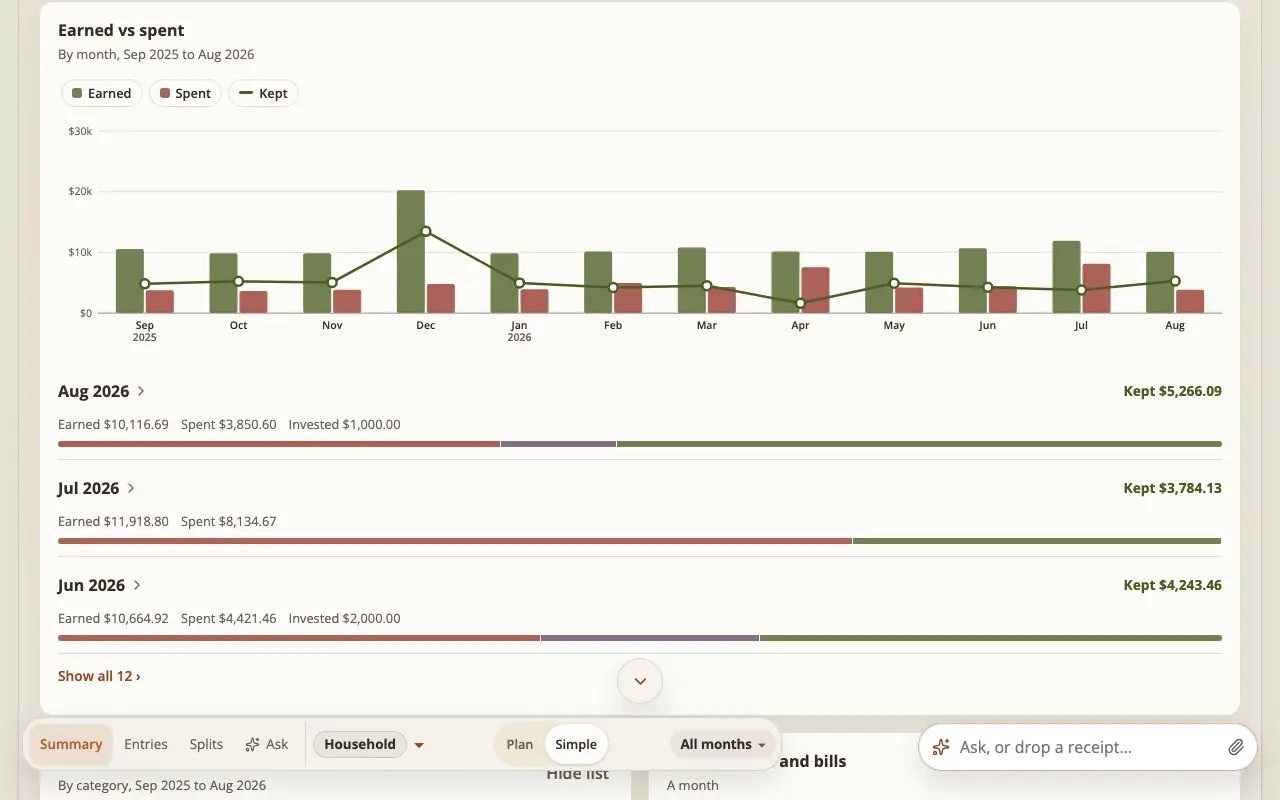 Earned vs spent
By month, Sep 2025 to Aug 2026
Earned Spent Kept
$30k
$20k
$10k
$0
Sep Oct Nov Dec Jan Feb Mar Apr May Jun Jul Aug
2025 2026
Aug 2026 › Kept $5,266.09
Earned $10,116.69 Spent $3,850.60 Invested $1,000.00
Jul 2026 › Kept $3,784.13
Earned $11,918.80 Spent $8,134.67
Jun 2026 › Kept $4,243.46
Earned $10,664.92 Spent $4,421.46 Invested $2,000.00
Show all 12 ›
Summary Entries Splits Ask Household Plan Simple All months Ask, or drop a receipt...
and bills
Hide list
By category, Sep 2025 to Aug 2026 A month